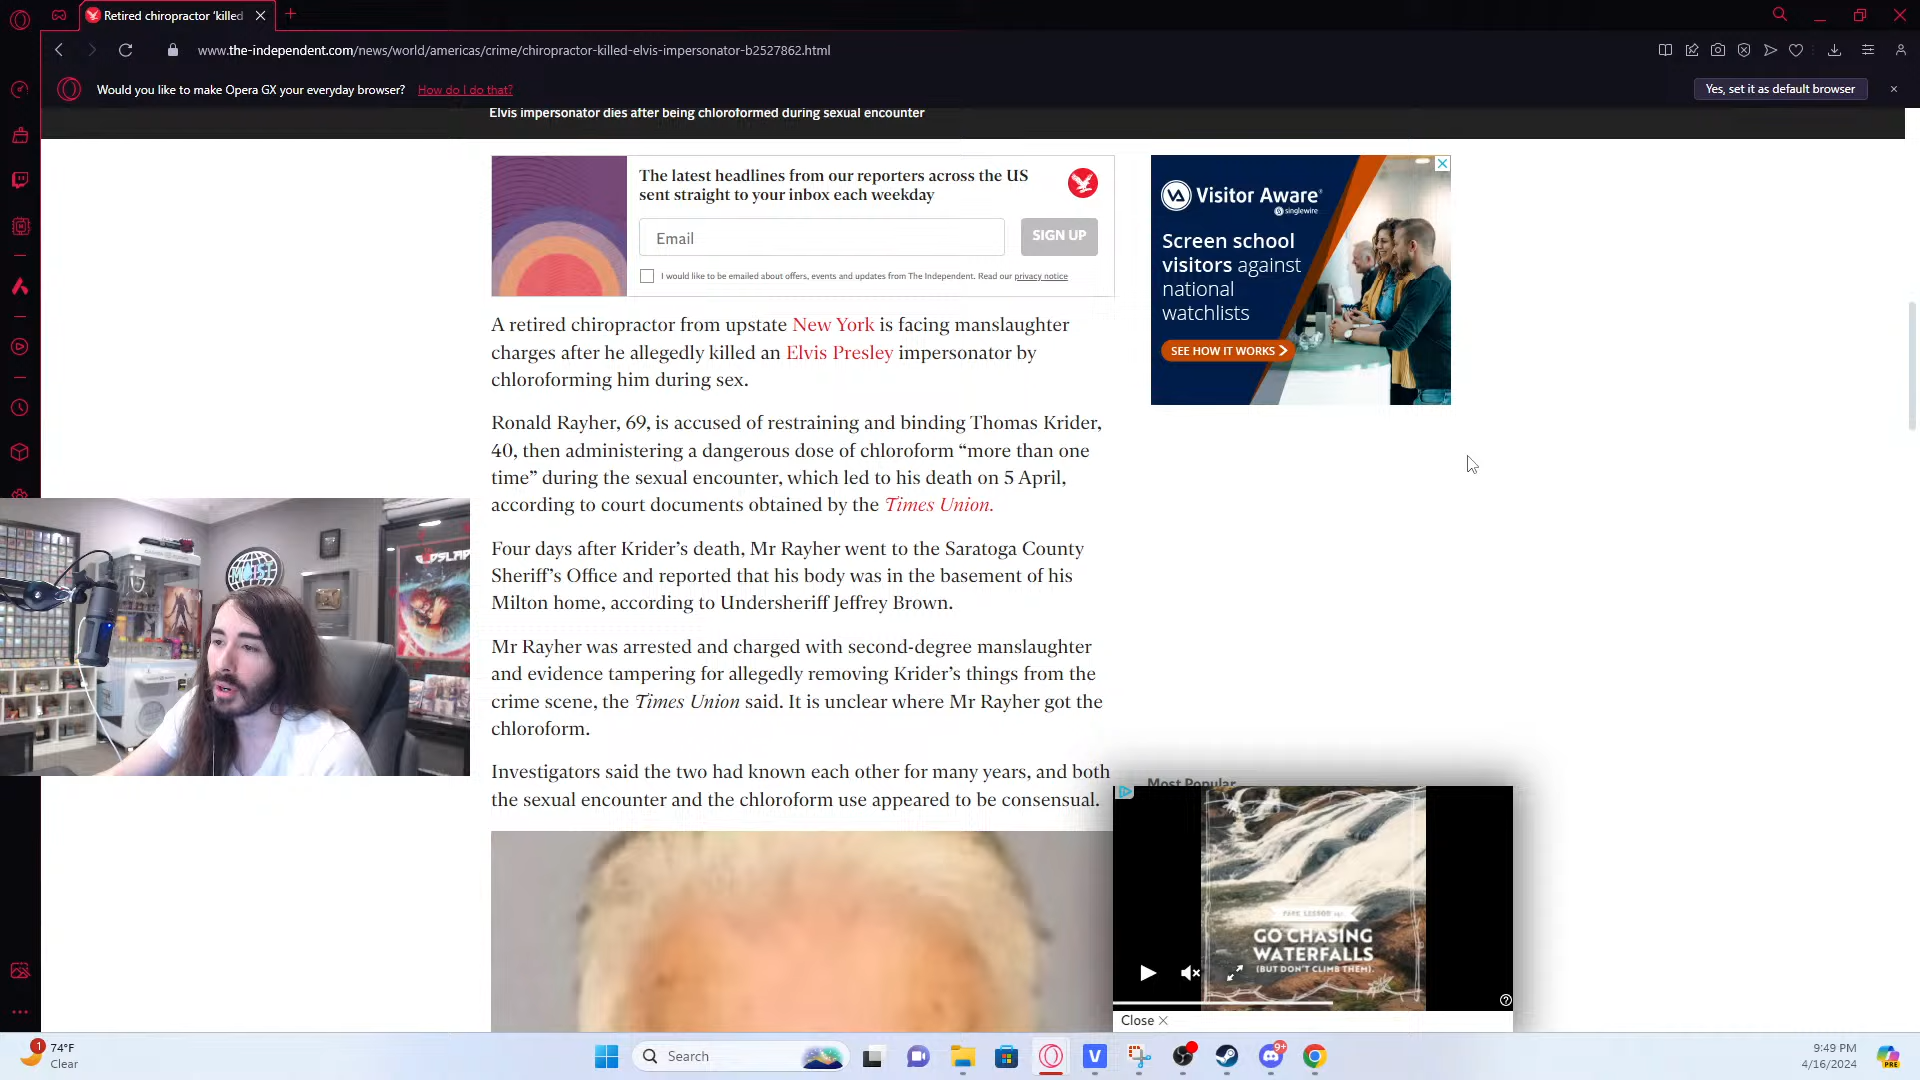 Retired chiropractor ‘killed
www.the-independent.com/news/world/americas/crime/chiropractor-killed-elvis-impersonator-b2527862.html
Would you like to make Opera GX your everyday browser? How do I do that?
Yes, set it as default browser
Elvis impersonator dies after being chloroformed during sexual encounter
The latest headlines from our reporters across the US
sent straight to your inbox each weekday
Email
SIGN UP
I would like to be emailed about offers, events and updates from The Independent. Read our privacy notice
VA Visitor Aware
singlewire
Screen school
visitors against
national
watchlists
SEE HOW IT WORKS
A retired chiropractor from upstate New York is facing manslaughter
charges after he allegedly killed an Elvis Presley impersonator by
chloroforming him during sex.
Ronald Rayher, 69, is accused of restraining and binding Thomas Krider,
40, then administering a dangerous dose of chloroform “more than one
time” during the sexual encounter, which led to his death on 5 April,
according to court documents obtained by the Times Union.
Four days after Krider’s death, Mr Rayher went to the Saratoga County
Sheriff’s Office and reported that his body was in the basement of his
Milton home, according to Undersheriff Jeffrey Brown.
Mr Rayher was arrested and charged with second-degree manslaughter
and evidence tampering for allegedly removing Krider’s things from the
crime scene, the Times Union said. It is unclear where Mr Rayher got the
chloroform.
Investigators said the two had known each other for many years, and both
the sexual encounter and the chloroform use appeared to be consensual.
MOIST
Most Popular
GO CHASING
WATERFALLS
(BUT DON'T CLIMB THEM).
Close
1
74°F
Clear
Search
V
9+
9:49 PM
4/16/2024
PRE